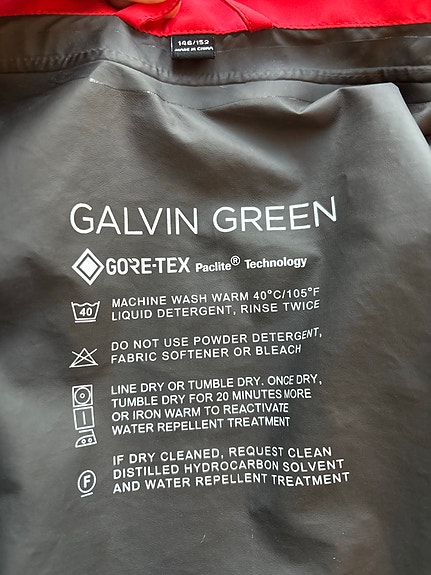 146/152
MADE IN CHINA
GALVIN GREEN
GORE-TEX Paclite® Technology
40
MACHINE WASH WARM 40°C/105°F
LIQUID DETERGENT, RINSE TWICE
DO NOT USE POWDER DETERGENT,
FABRIC SOFTENER OR BLEACH
LINE DRY OR TUMBLE DRY. ONCE DRY,
TUMBLE DRY FOR 20 MINUTES MORE
OR IRON WARM TO REACTIVATE
WATER REPELLENT TREATMENT
F
IF DRY CLEANED, REQUEST CLEAN
DISTILLED HYDROCARBON SOLVENT
AND WATER REPELLENT TREATMENT